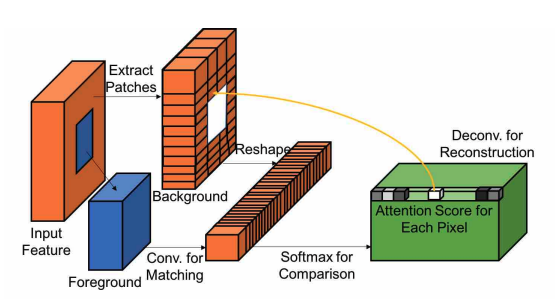 Extract
Patches
Deconv. for
Reconstruction
Reshape
Background
Attention Score for
Each Pixel
Input
Feature
Conv. for
Matching
Softmax for
Comparison
Foreground